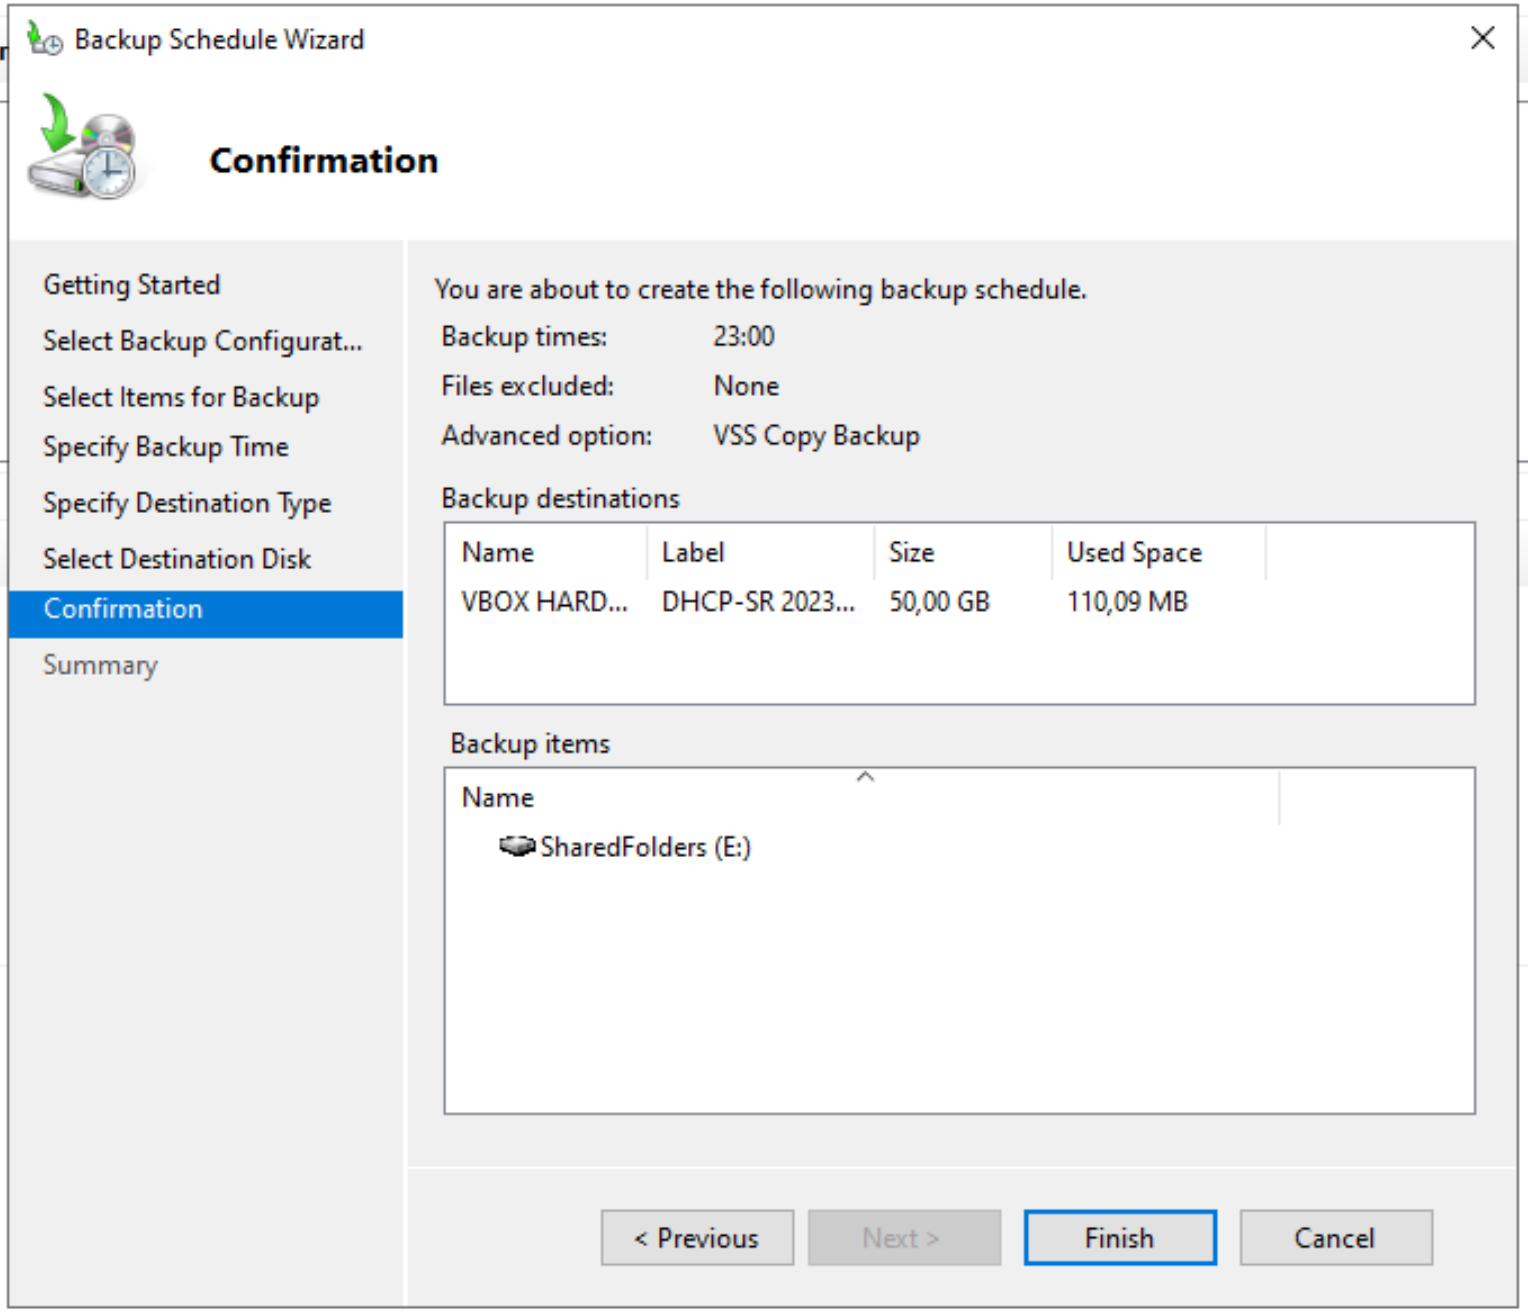 Backup Schedule Wizard
Confirmation
Getting Started
Select Backup Configurat...
Select Items for Backup
Specify Backup Time
Specify Destination Type
Select Destination Disk
Confirmation
Summary
You are about to create the following backup schedule.
Backup times: 23:00
Files excluded: None
Advanced option: VSS Copy Backup
Backup destinations
Name Label Size Used Space
VBOX HARD... DHCP-SR 2023... 50,00 GB 110,09 MB
Backup items
Name
SharedFolders (E:)
< Previous Next > Finish Cancel